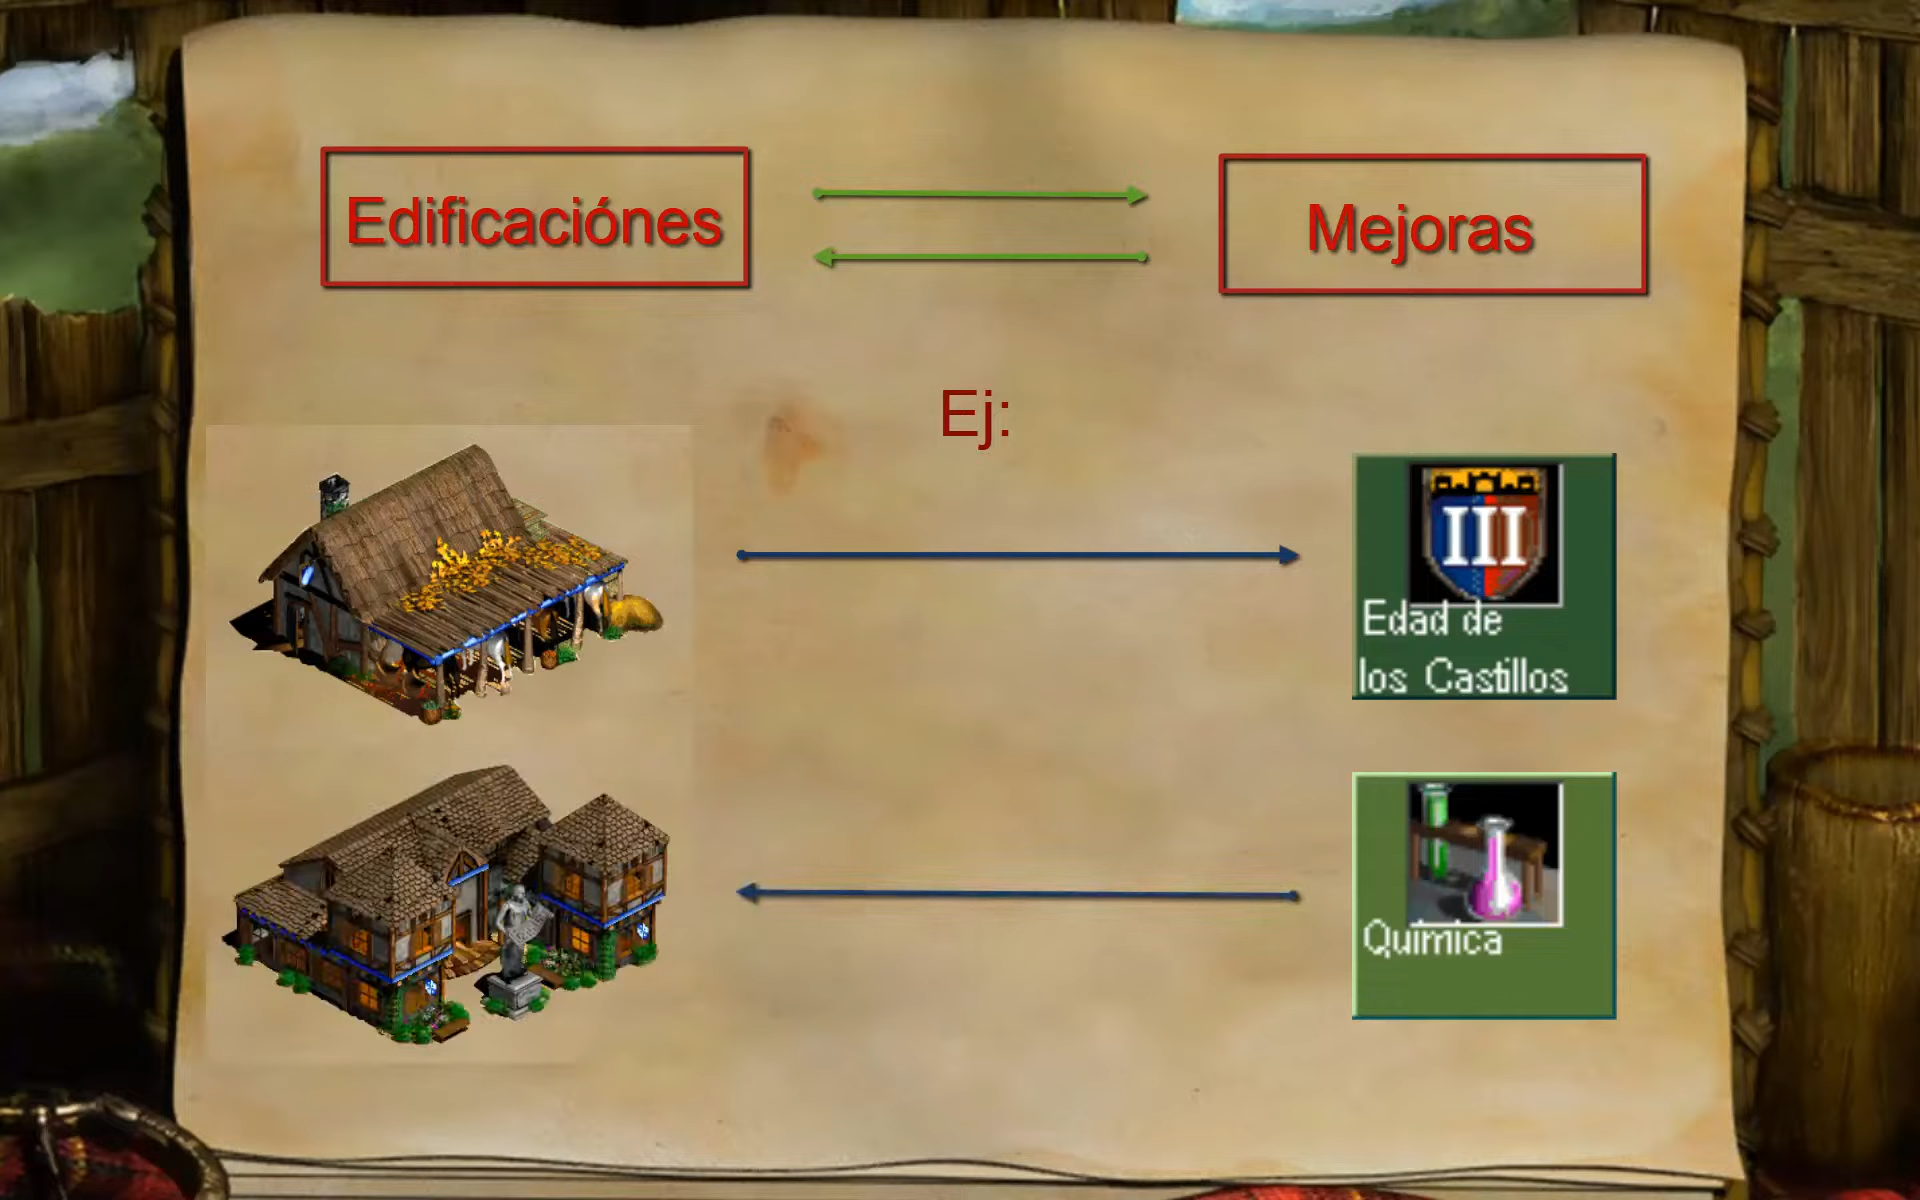 Edificaciónes
Mejoras
Ej:
III
Edad de
los Castillos
Química